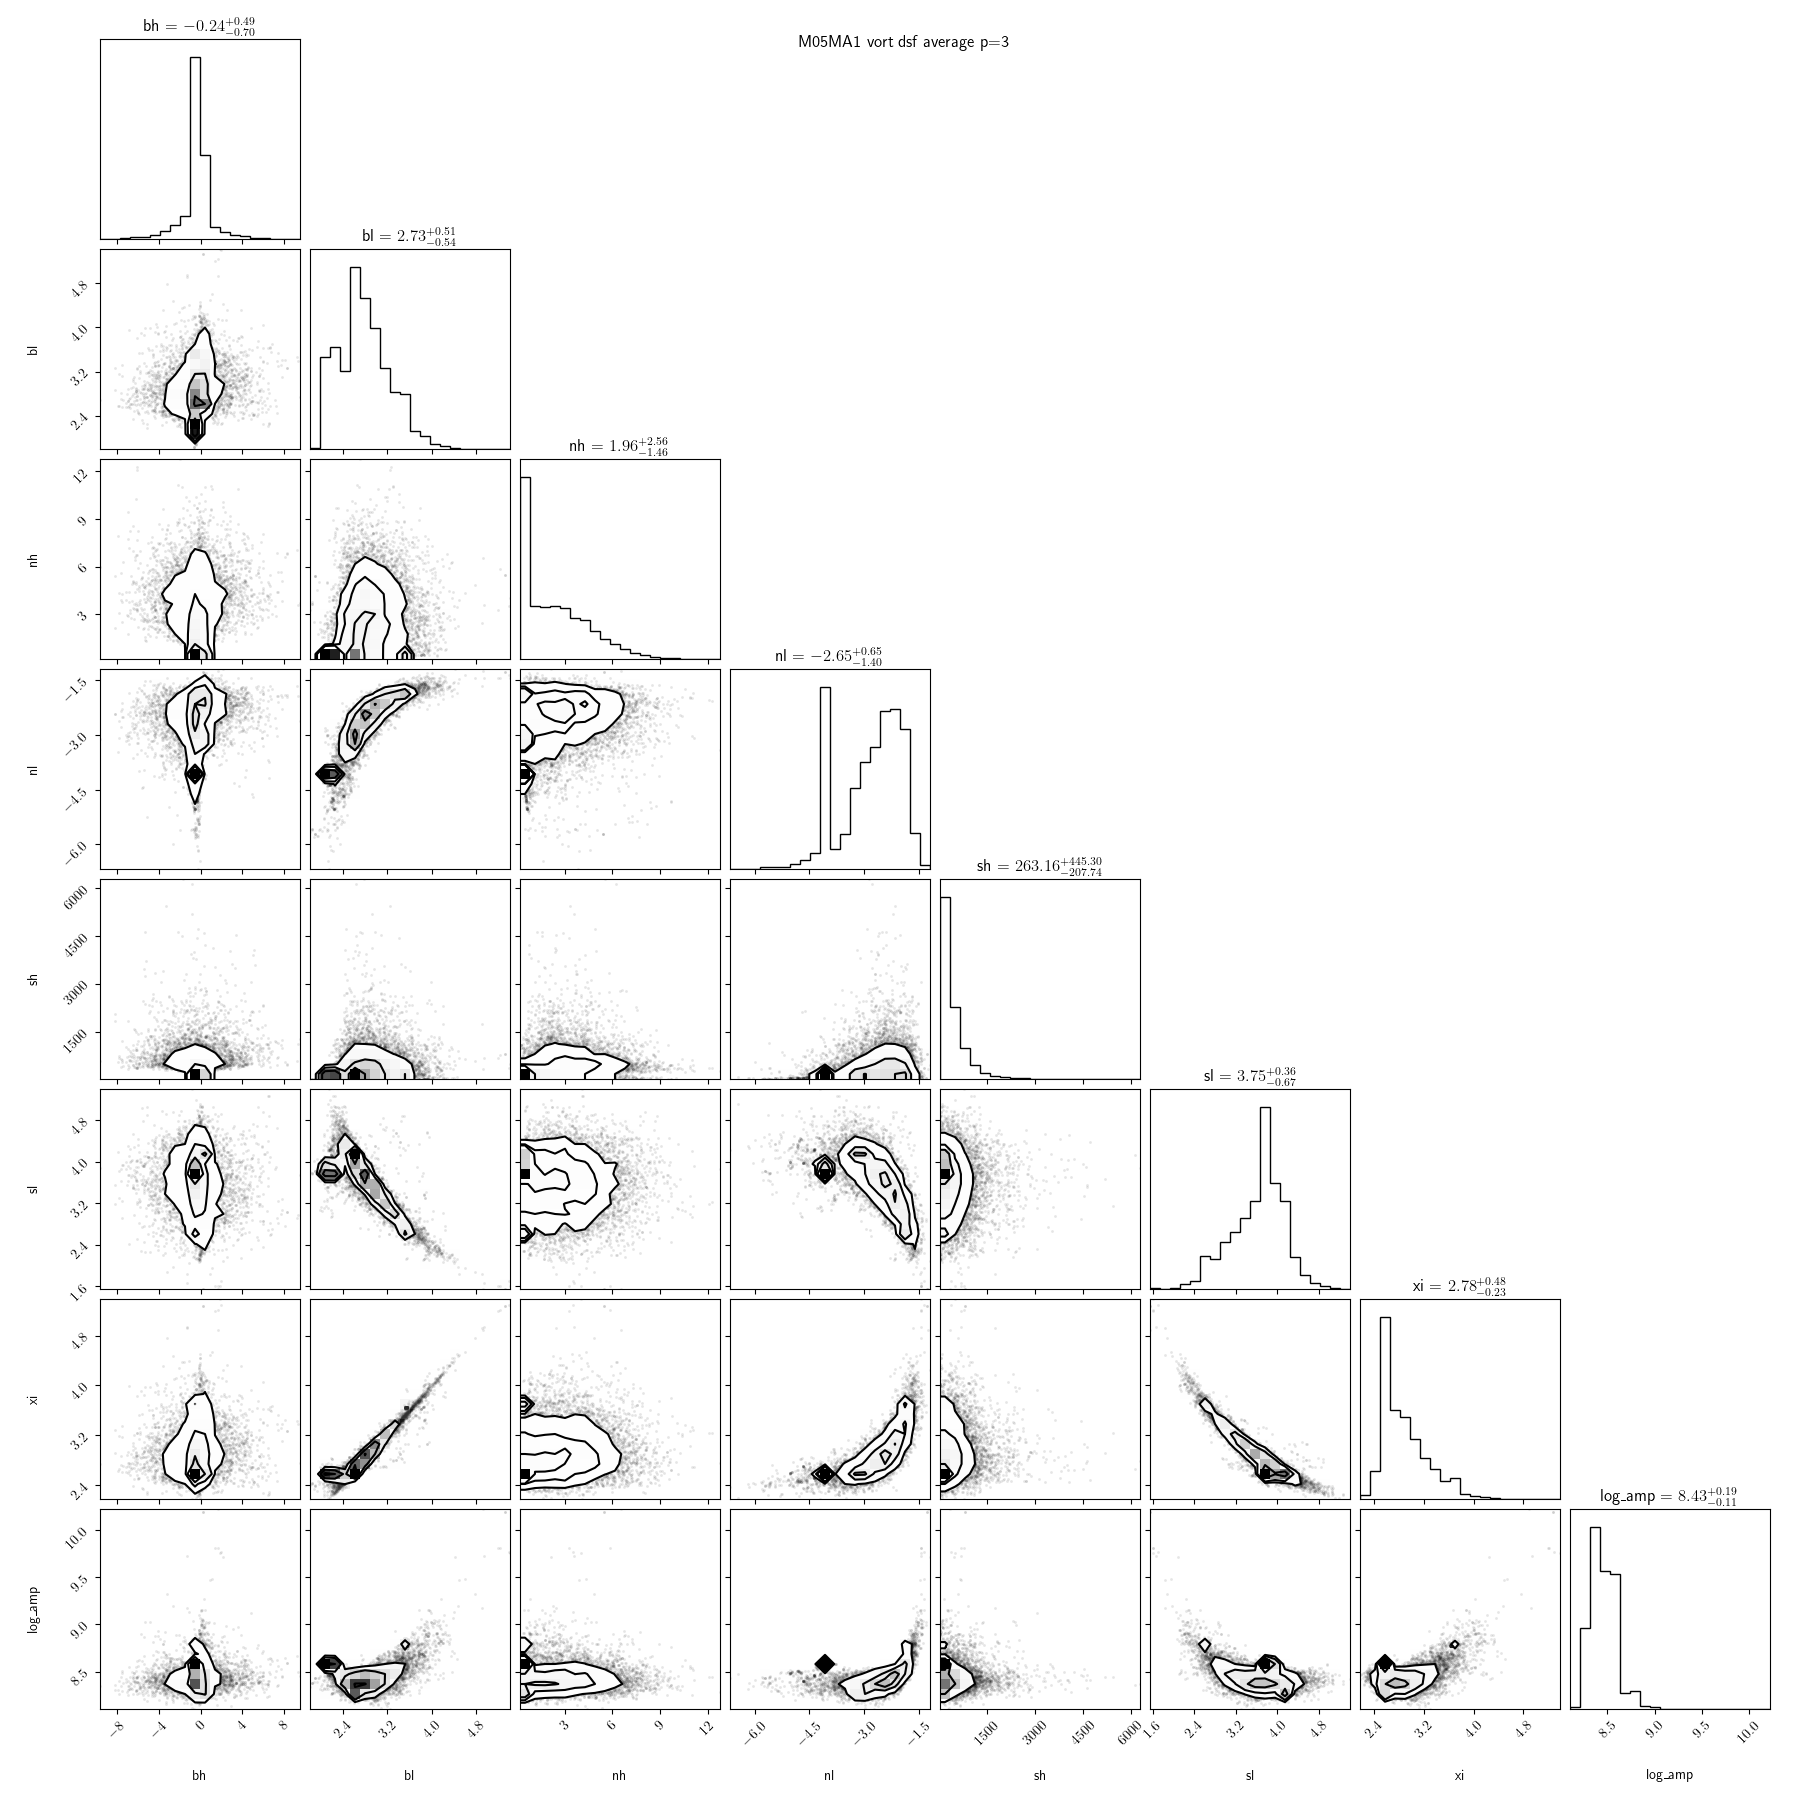 bh = −0.24+0.49−0.70
M05MA1 vort dsf average p=3
bl = 2.73+0.51−0.54
bl
4.8
4.0
3.2
2.4
nh = 1.96+2.56−1.46
nh
12
9
6
3
nl = −2.65+0.65−1.40
nl
−1.5
−3.0
−4.5
−6.0
sh = 263.16+445.30−207.74
sh
6000
4500
3000
1500
sl = 3.75+0.36−0.67
sl
4.8
4.0
3.2
2.4
1.6
xi = 2.78+0.48−0.23
xi
4.8
4.0
3.2
2.4
log_amp = 8.43+0.19−0.11
log_amp
10.0
9.5
9.0
8.5
−8 −4 0 4 8
2.4 3.2 4.0 4.8
3 6 9 12
−6.0 −4.5 −3.0 −1.5
1500 3000 4500 6000
1.6 2.4 3.2 4.0 4.8
2.4 3.2 4.0 4.8
8.5 9.0 9.5 10.0
bh bl nh nl sh sl xi log_amp